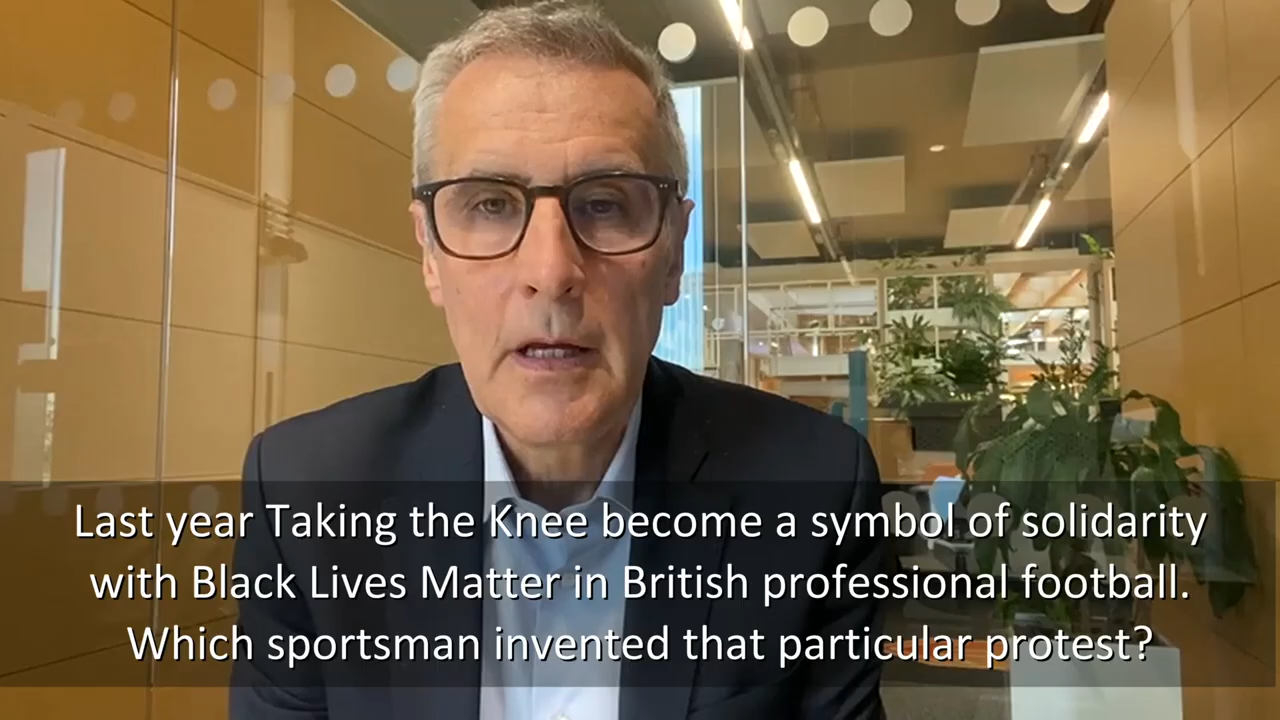 Last year Taking the Knee become a symbol of solidarity
with Black Lives Matter in British professional football.
Which sportsman invented that particular protest?